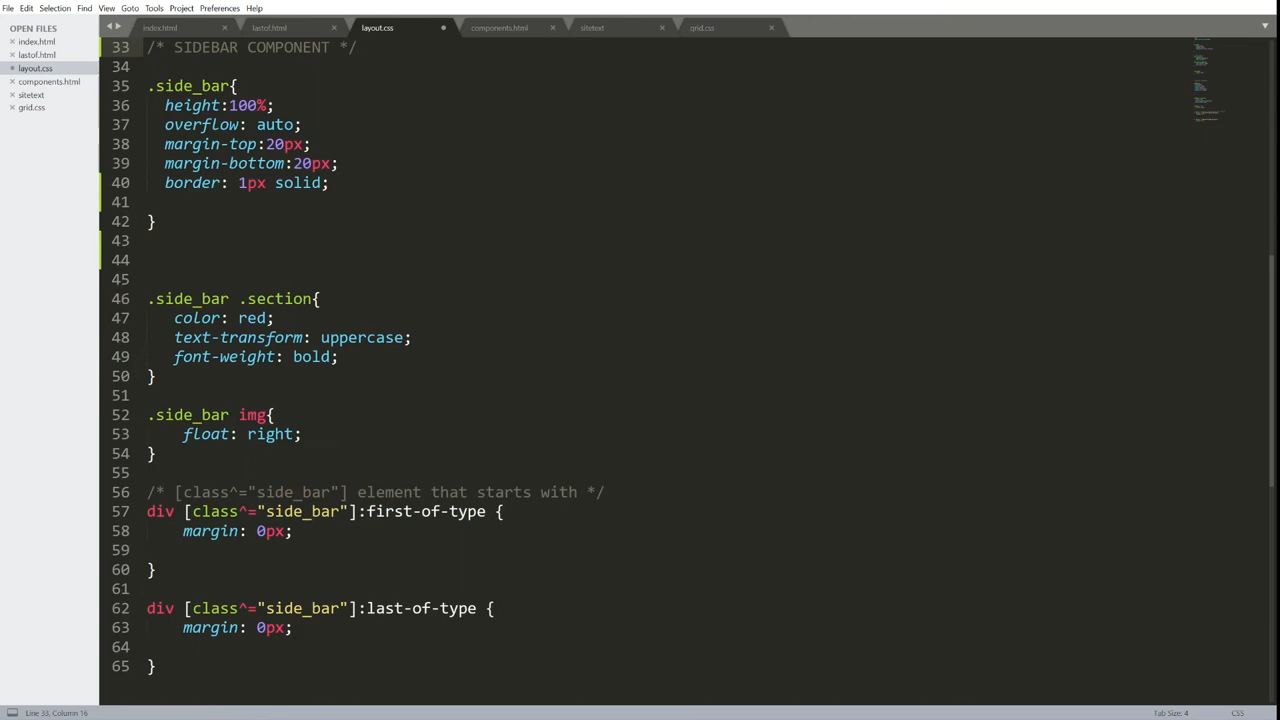 File Edit Selection Find View Goto Tools Project Preferences Help
OPEN FILES
index.html
lastof.html
layout.css
components.html
sitetext
grid.css
index.html lastof.html layout.css components.html sitetext grid.css
33 /* SIDEBAR COMPONENT */
34
35 .side_bar{
36 height:100%;
37 overflow: auto;
38 margin-top:20px;
39 margin-bottom:20px;
40 border: 1px solid;
41
42 }
43
44
45
46 .side_bar .section{
47 color: red;
48 text-transform: uppercase;
49 font-weight: bold;
50 }
51
52 .side_bar img{
53 float: right;
54 }
55
56 /* [class^="side_bar"] element that starts with */
57 div [class^="side_bar"]:first-of-type {
58 margin: 0px;
59
60 }
61
62 div [class^="side_bar"]:last-of-type {
63 margin: 0px;
64
65 }
Line 33, Column 16
Tab Size: 4
CSS